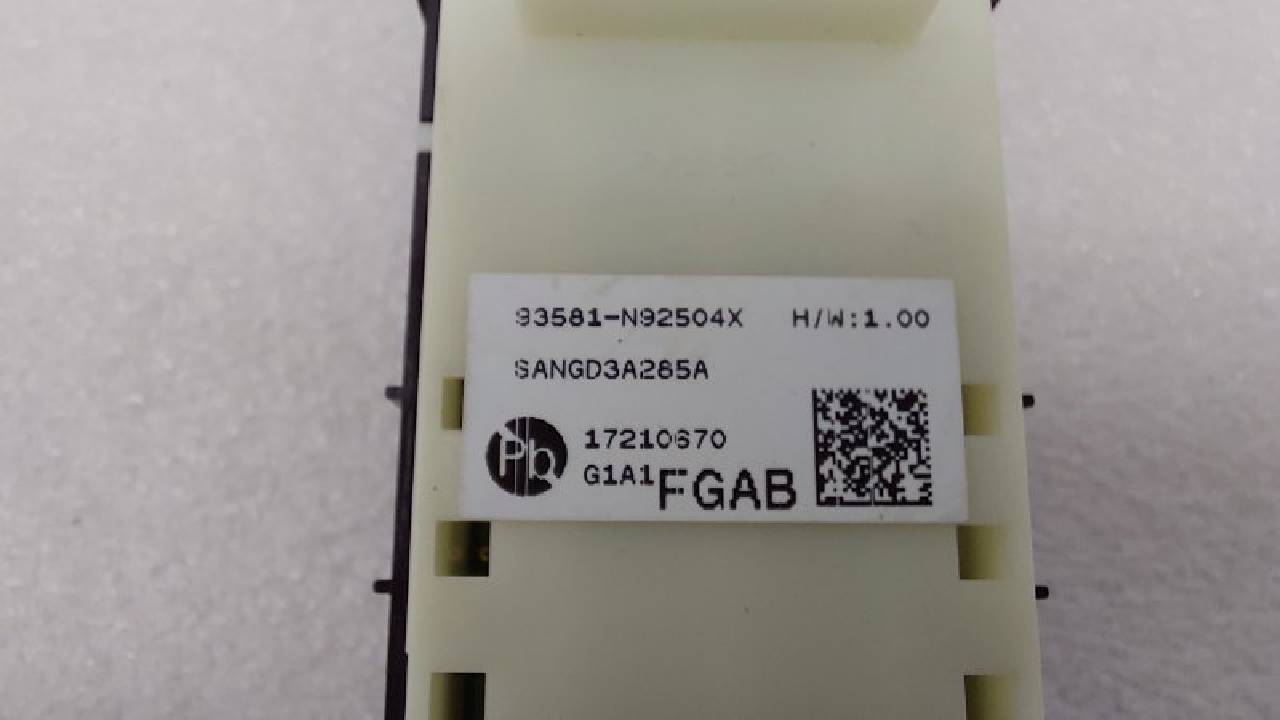 93581-N92504X H/W:1.00
SANGD3A285A
Pb 17210670
G1A1 FGAB